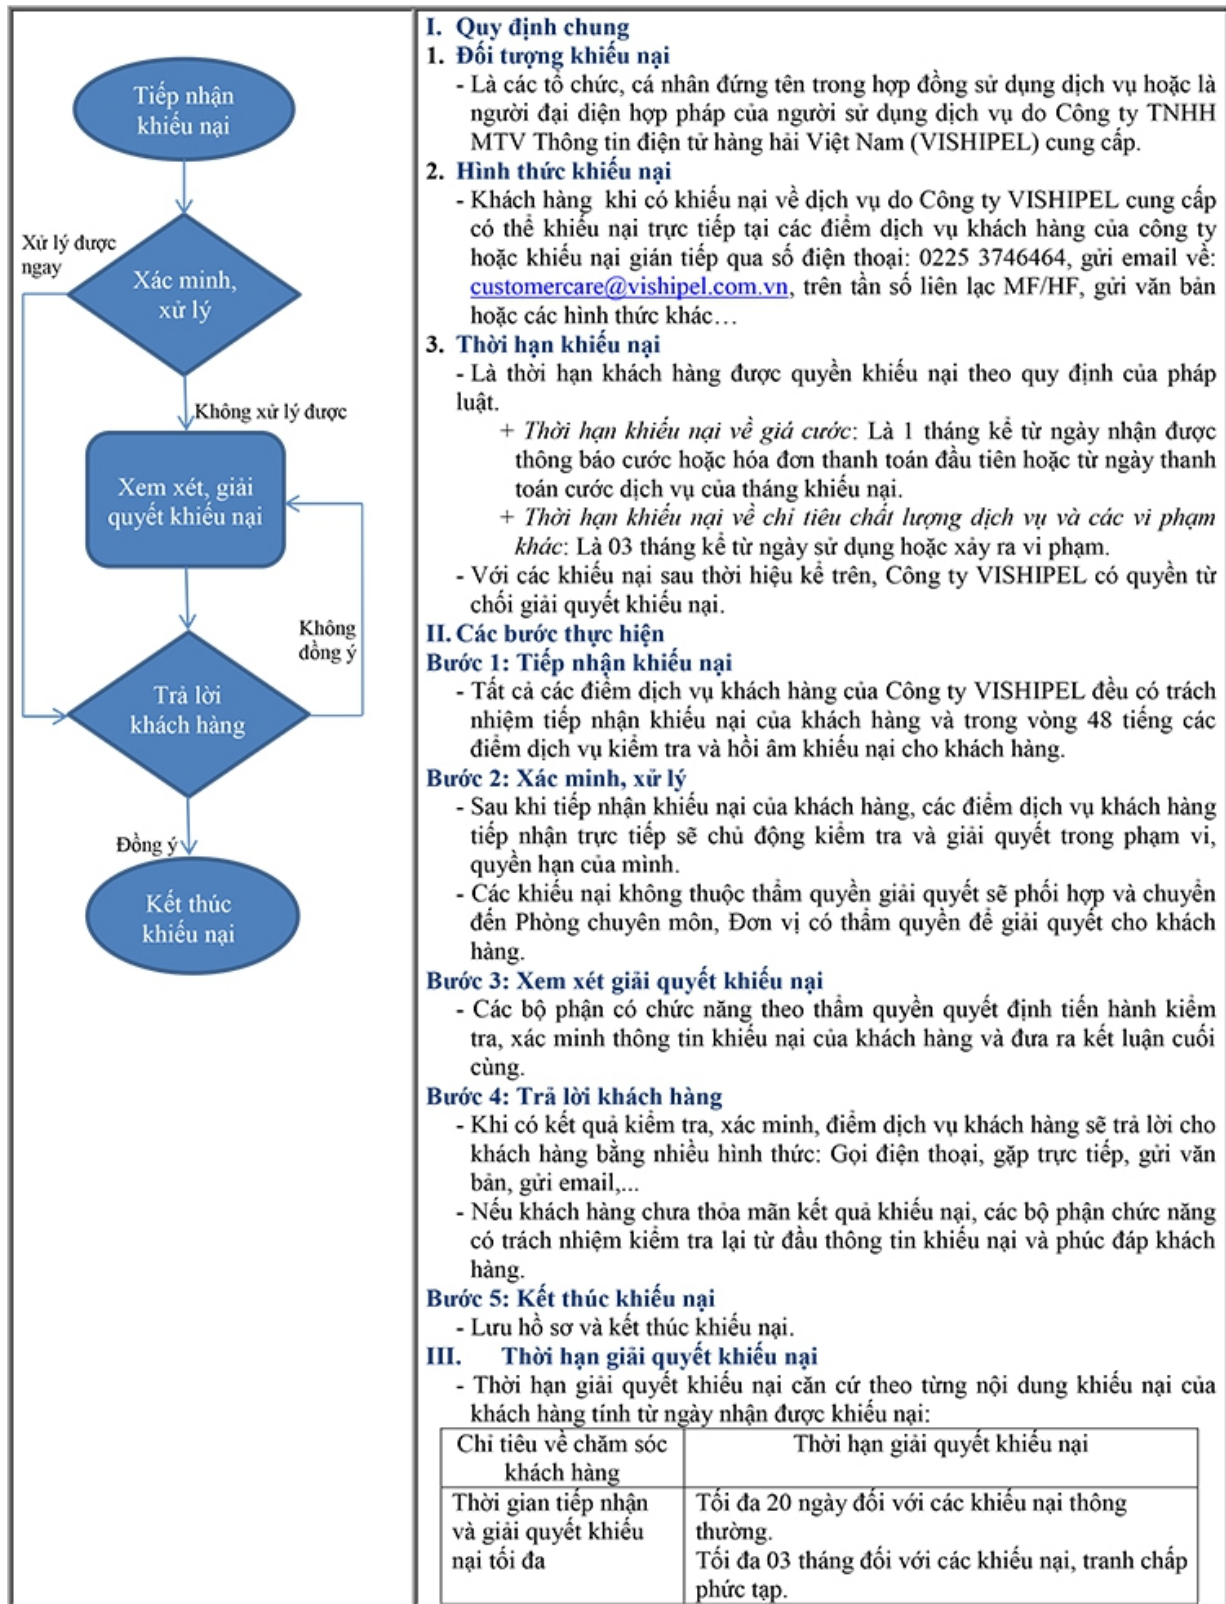 Tiếp nhận
khiếu nại
Xử lý được
ngay
Xác minh,
xử lý
Không xử lý được
Xem xét, giải
quyết khiếu nại
Không
đồng ý
Trả lời
khách hàng
Đồng ý
Kết thúc
khiếu nại
I. Quy định chung
1. Đối tượng khiếu nại
- Là các tổ chức, cá nhân đứng tên trong hợp đồng sử dụng dịch vụ hoặc là
người đại diện hợp pháp của người sử dụng dịch vụ do Công ty TNHH
MTV Thông tin điện tử hàng hải Việt Nam (VISHIPEL) cung cấp.
2. Hình thức khiếu nại
- Khách hàng khi có khiếu nại về dịch vụ do Công ty VISHIPEL cung cấp
có thể khiếu nại trực tiếp tại các điểm dịch vụ khách hàng của công ty
hoặc khiếu nại gián tiếp qua số điện thoại: 0225 3746464, gửi email về:
customercare@vishipel.com.vn, trên tần số liên lạc MF/HF, gửi văn bản
hoặc các hình thức khác…
3. Thời hạn khiếu nại
- Là thời hạn khách hàng được quyền khiếu nại theo quy định của pháp
luật.
+ Thời hạn khiếu nại về giá cước: Là 1 tháng kể từ ngày nhận được
thông báo cước hoặc hóa đơn thanh toán đầu tiên hoặc từ ngày thanh
toán cước dịch vụ của tháng khiếu nại.
+ Thời hạn khiếu nại về chỉ tiêu chất lượng dịch vụ và các vi phạm
khác: Là 03 tháng kể từ ngày sử dụng hoặc xảy ra vi phạm.
- Với các khiếu nại sau thời hiệu kể trên, Công ty VISHIPEL có quyền từ
chối giải quyết khiếu nại.
II. Các bước thực hiện
Bước 1: Tiếp nhận khiếu nại
- Tất cả các điểm dịch vụ khách hàng của Công ty VISHIPEL đều có trách
nhiệm tiếp nhận khiếu nại của khách hàng và trong vòng 48 tiếng các
điểm dịch vụ kiểm tra và hồi âm khiếu nại cho khách hàng.
Bước 2: Xác minh, xử lý
- Sau khi tiếp nhận khiếu nại của khách hàng, các điểm dịch vụ khách hàng
tiếp nhận trực tiếp sẽ chủ động kiểm tra và giải quyết trong phạm vi,
quyền hạn của mình.
- Các khiếu nại không thuộc thẩm quyền giải quyết sẽ phối hợp và chuyển
đến Phòng chuyên môn, Đơn vị có thẩm quyền để giải quyết cho khách
hàng.
Bước 3: Xem xét giải quyết khiếu nại
- Các bộ phận có chức năng theo thẩm quyền quyết định tiến hành kiểm
tra, xác minh thông tin khiếu nại của khách hàng và đưa ra kết luận cuối
cùng.
Bước 4: Trả lời khách hàng
- Khi có kết quả kiểm tra, xác minh, điểm dịch vụ khách hàng sẽ trả lời cho
khách hàng bằng nhiều hình thức: Gọi điện thoại, gặp trực tiếp, gửi văn
bản, gửi email,...
- Nếu khách hàng chưa thỏa mãn kết quả khiếu nại, các bộ phận chức năng
có trách nhiệm kiểm tra lại từ đầu thông tin khiếu nại và phúc đáp khách
hàng.
Bước 5: Kết thúc khiếu nại
- Lưu hồ sơ và kết thúc khiếu nại.
III. Thời hạn giải quyết khiếu nại
- Thời hạn giải quyết khiếu nại căn cứ theo từng nội dung khiếu nại của
khách hàng tính từ ngày nhận được khiếu nại:
Chỉ tiêu về chăm sóc
khách hàng
Thời hạn giải quyết khiếu nại
Thời gian tiếp nhận
và giải quyết khiếu
nại tối đa
Tối đa 20 ngày đối với các khiếu nại thông
thường.
Tối đa 03 tháng đối với các khiếu nại, tranh chấp
phức tạp.